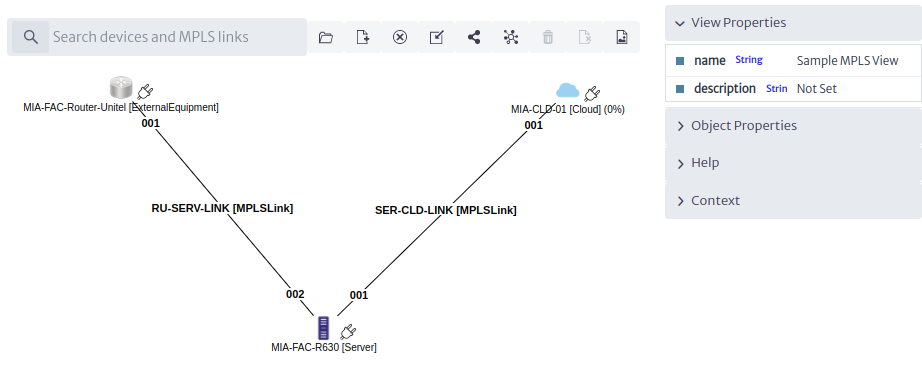 Search devices and MPLS links
MIA-FAC-Router-Unitel [ExternalEquipment]
001
MIA-CLD-01 [Cloud] (0%)
001
RU-SERV-LINK [MPLSLink]
SER-CLD-LINK [MPLSLink]
002
001
MIA-FAC-R630 [Server]
View Properties
name String Sample MPLS View
description Strin Not Set
Object Properties
Help
Context